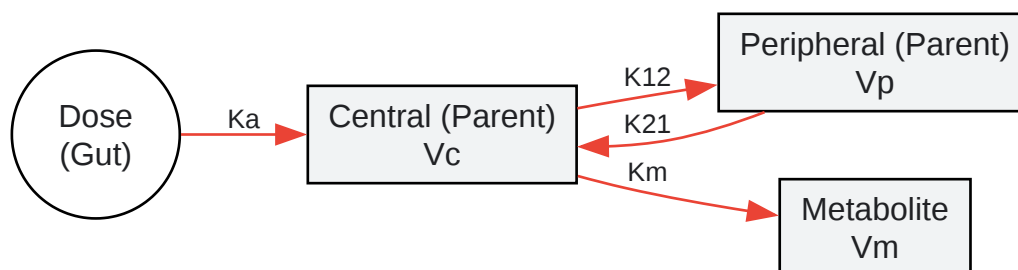 Dose
(Gut)
Ka
Central (Parent)
Vc
K12
K21
Km
Peripheral (Parent)
Vp
Metabolite
Vm